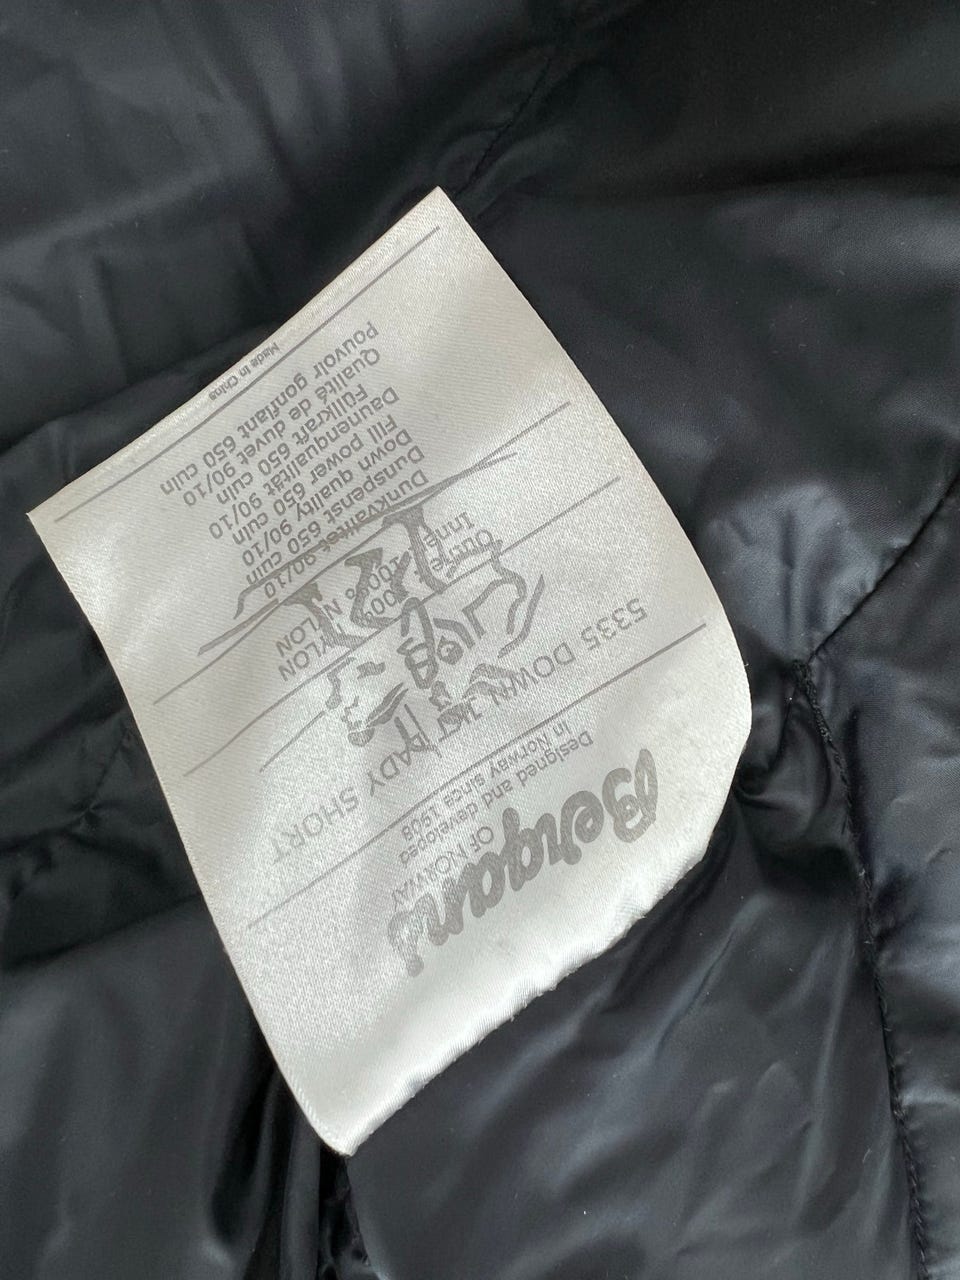 Bergans
OF NORWAY
Designed and developed
in Norway since 1908
5335 DOWN LADY SHORT
Outer 100% NYLON
Inner 100% NYLON
Dunkvalitet 90/10
Dunspenst 650 cuin
Down quality 90/10
Fill power 650 cuin
Daunenqualität 90/10
Füllkraft 650 cuin
Qualité de duvet 90/10
Pouvoir gonflant 650 cuin
Made in China